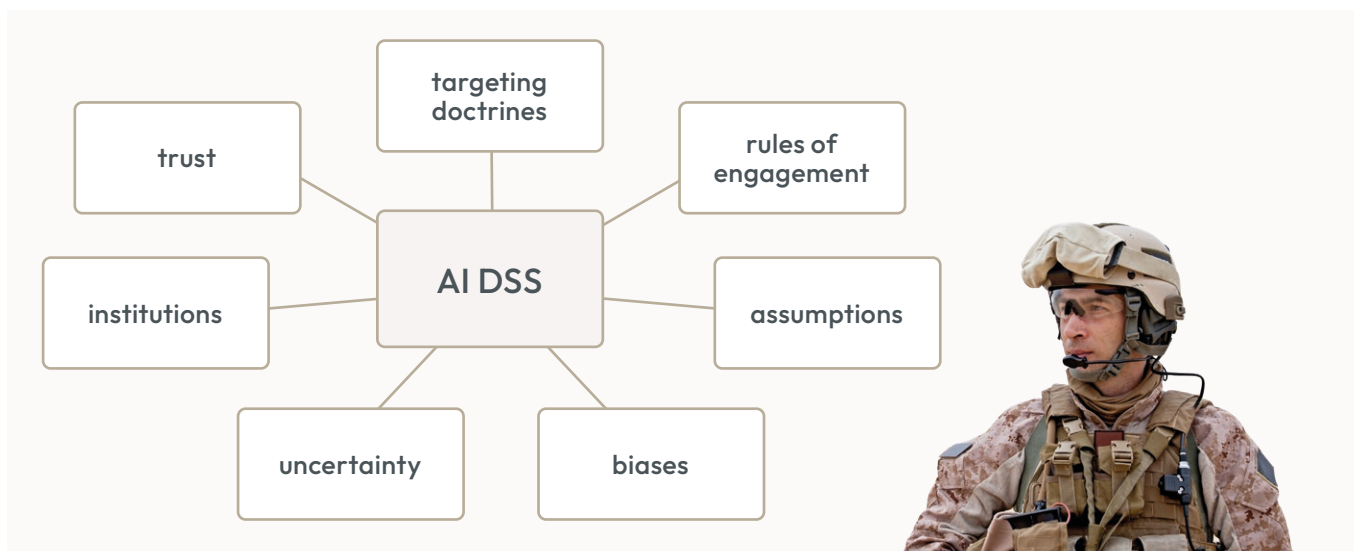 targeting
doctrines
trust
rules of
engagement
AI DSS
institutions
assumptions
uncertainty
biases